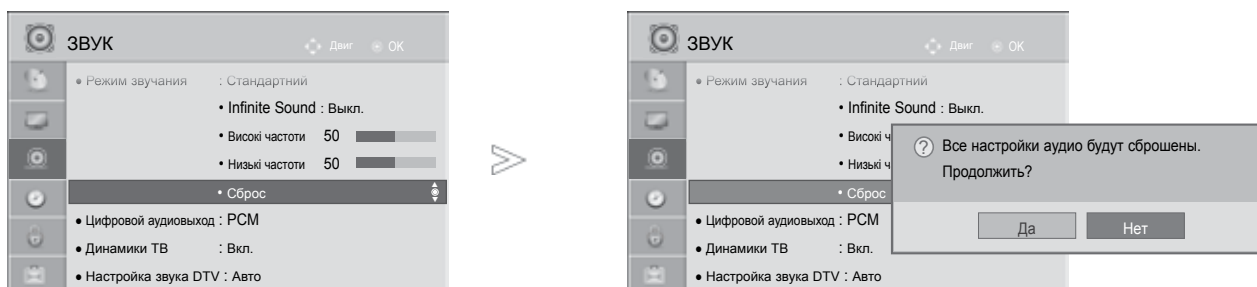 ЗВУК
Двиг OK
• Режим звучания : Стандартний
• Infinite Sound : Выкл.
• Високі частоти 50
• Низькі частоти 50
• Сброс
• Цифровой аудиовыход : PCM
• Динамики ТВ : Вкл.
• Настройка звука DTV : Авто
ЗВУК
Двиг OK
• Режим звучания : Стандартний
• Infinite Sound : Выкл.
• Високі ч
• Низькі ч
• Сброс
• Цифровой аудиовыход : PCM
• Динамики ТВ : Вкл.
• Настройка звука DTV : Авто
? Все настройки аудио будут сброшены.
Продолжить?
Да Нет